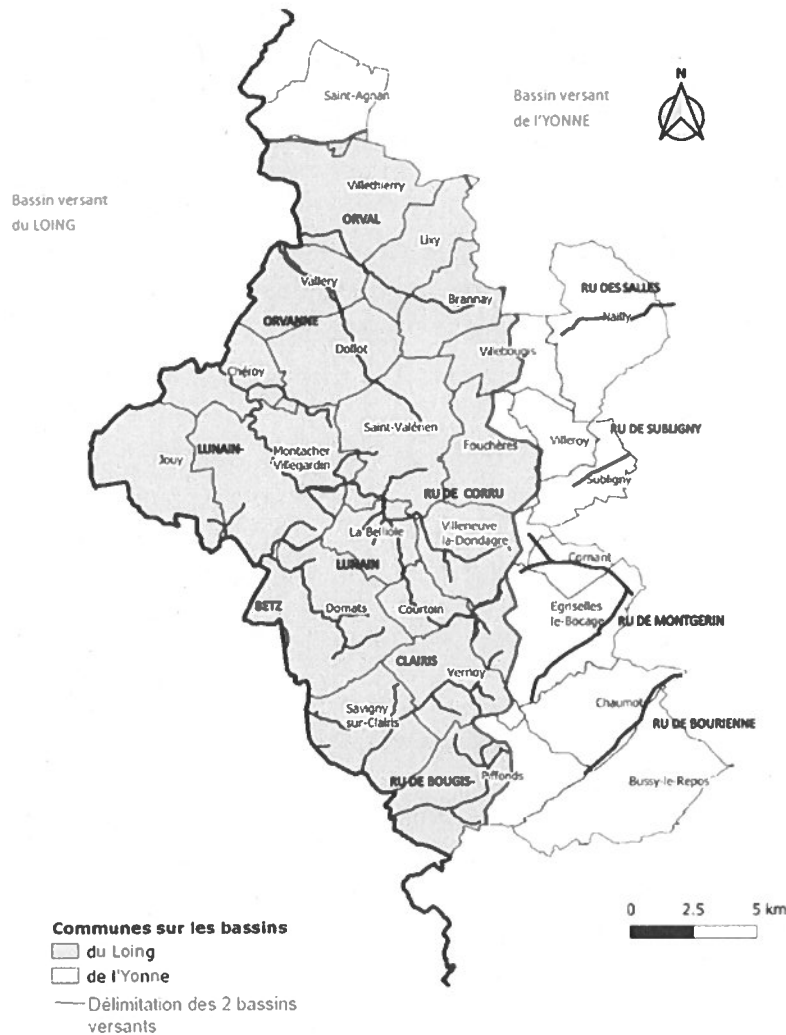 Saint-Agnan
Bassin versant
de l'YONNE
N
Bassin versant
du LOING
Villethierry
ORVAL
Lixy
Vallery
Brannay
RU DES SALLES
Nailly
ORVANNE
Dollot
Villebougis
Chéroy
Saint-Valérien
Fouchères
Villeroy
RU DE SUBLIGNY
Jouy
LUNAIN-
Montacher
Villegardin
Subligny
RU DE CORRU
La Belliole
Villeneuve
la-Dondagre
LUNAIN
Cornant
BETZ
Domats
Courtoin
Egriselles
le-Bocage
RU DE MONTGERIN
CLAIRIS
Vernoy
Savigny
sur-Clairis
Chaumot
RU DE BOURIENNE
RU DE BOUGIS-
Piffonds
Bussy-le-Repos
Communes sur les bassins
du Loing
de l'Yonne
Délimitation des 2 bassins
versants
0 2.5 5 km